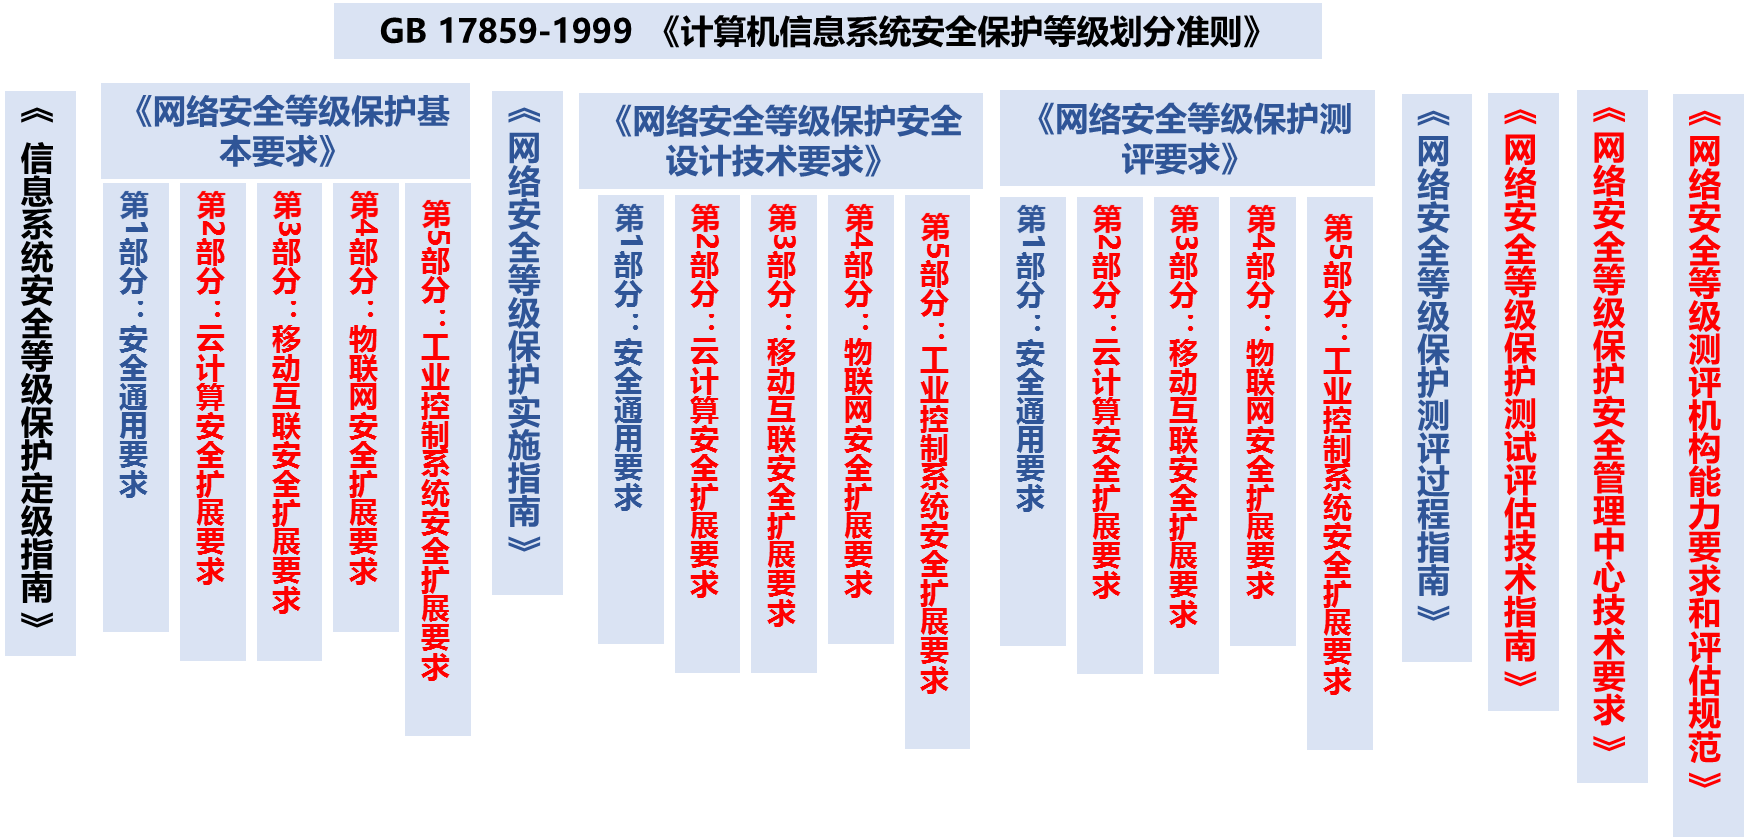 GB 17859-1999 《计算机信息系统安全保护等级划分准则》
《信息系统安全等级保护定级指南》
《网络安全等级保护基
本要求》
第1部分：安全通用要求
第2部分：云计算安全扩展要求
第3部分：移动互联安全扩展要求
第4部分：物联网安全扩展要求
第5部分：工业控制系统安全扩展要求
《网络安全等级保护实施指南》
《网络安全等级保护安全
设计技术要求》
第1部分：安全通用要求
第2部分：云计算安全扩展要求
第3部分：移动互联安全扩展要求
第4部分：物联网安全扩展要求
第5部分：工业控制系统安全扩展要求
《网络安全等级保护测
评要求》
第1部分：安全通用要求
第2部分：云计算安全扩展要求
第3部分：移动互联安全扩展要求
第4部分：物联网安全扩展要求
第5部分：工业控制系统安全扩展要求
《网络安全等级保护测评过程指南》
《网络安全等级保护测试评估技术指南》
《网络安全等级保护安全管理中心技术要求》
《网络安全等级测评机构能力要求和评估规范》